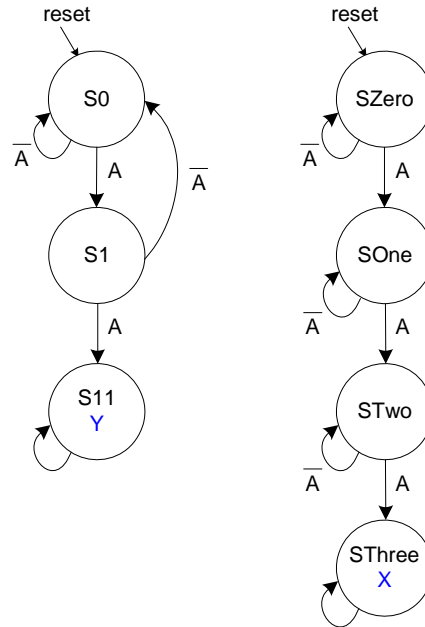 reset
S0
A̅
A
A̅
S1
A
S11
Y
reset
SZero
A̅
A
SOne
A̅
A
STwo
A̅
A
SThree
X